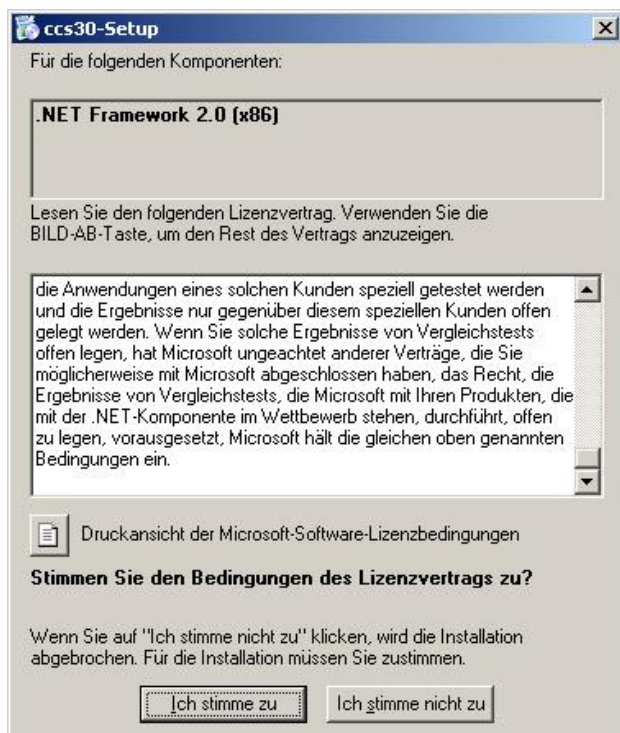 ccs30-Setup
Für die folgenden Komponenten:
.NET Framework 2.0 (x86)
Lesen Sie den folgenden Lizenzvertrag. Verwenden Sie die
BILD-AB-Taste, um den Rest des Vertrags anzuzeigen.
die Anwendungen eines solchen Kunden speziell getestet werden
und die Ergebnisse nur gegenüber diesem speziellen Kunden offen
gelegt werden. Wenn Sie solche Ergebnisse von Vergleichstests
offen legen, hat Microsoft ungeachtet anderer Verträge, die Sie
möglicherweise mit Microsoft abgeschlossen haben, das Recht, die
Ergebnisse von Vergleichstests, die Microsoft mit Ihren Produkten, die
mit der .NET-Komponente im Wettbewerb stehen, durchführt, offen
zu legen, vorausgesetzt, Microsoft hält die gleichen oben genannten
Bedingungen ein.
Druckansicht der Microsoft-Software-Lizenzbedingungen
Stimmen Sie den Bedingungen des Lizenzvertrags zu?
Wenn Sie auf "Ich stimme nicht zu" klicken, wird die Installation
abgebrochen. Für die Installation müssen Sie zustimmen.
Ich stimme zu
Ich stimme nicht zu